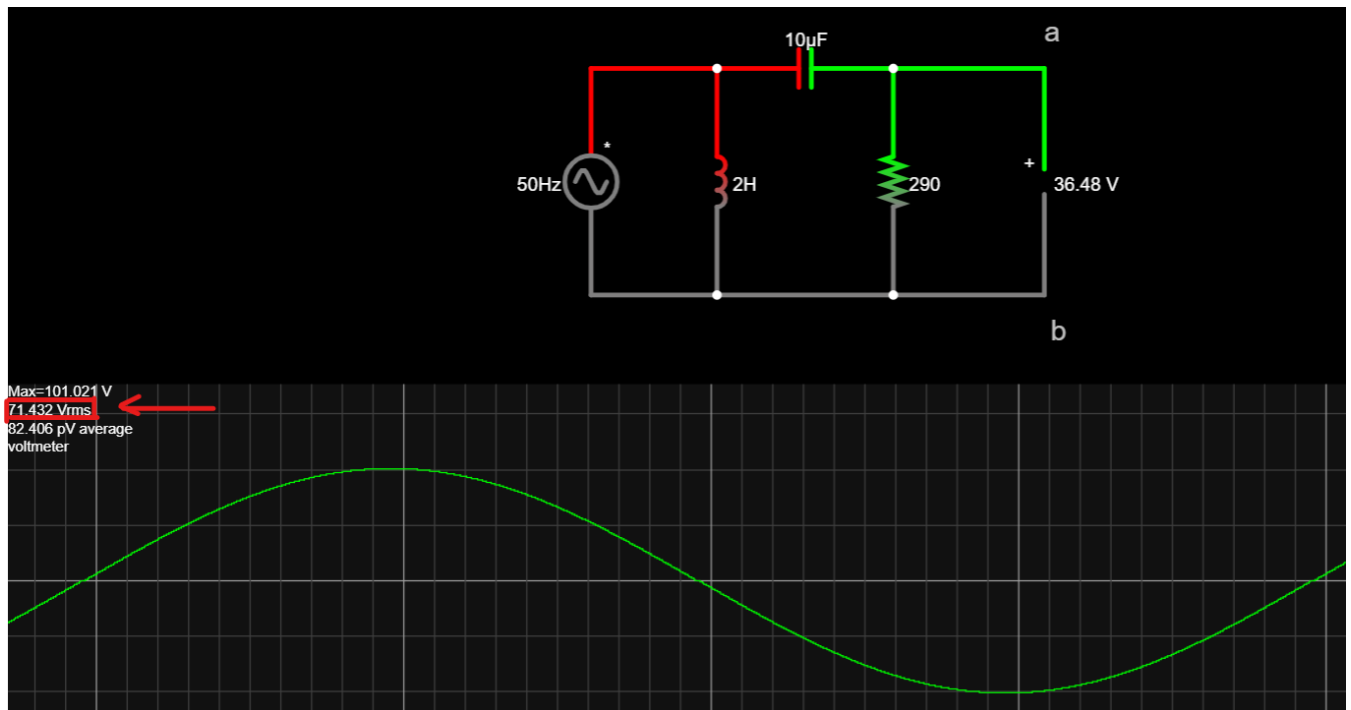 a
10µF
*
50Hz
2H
290
+
36.48 V
b
Max=101.021 V
71.432 Vrms
82.406 pV average
voltmeter